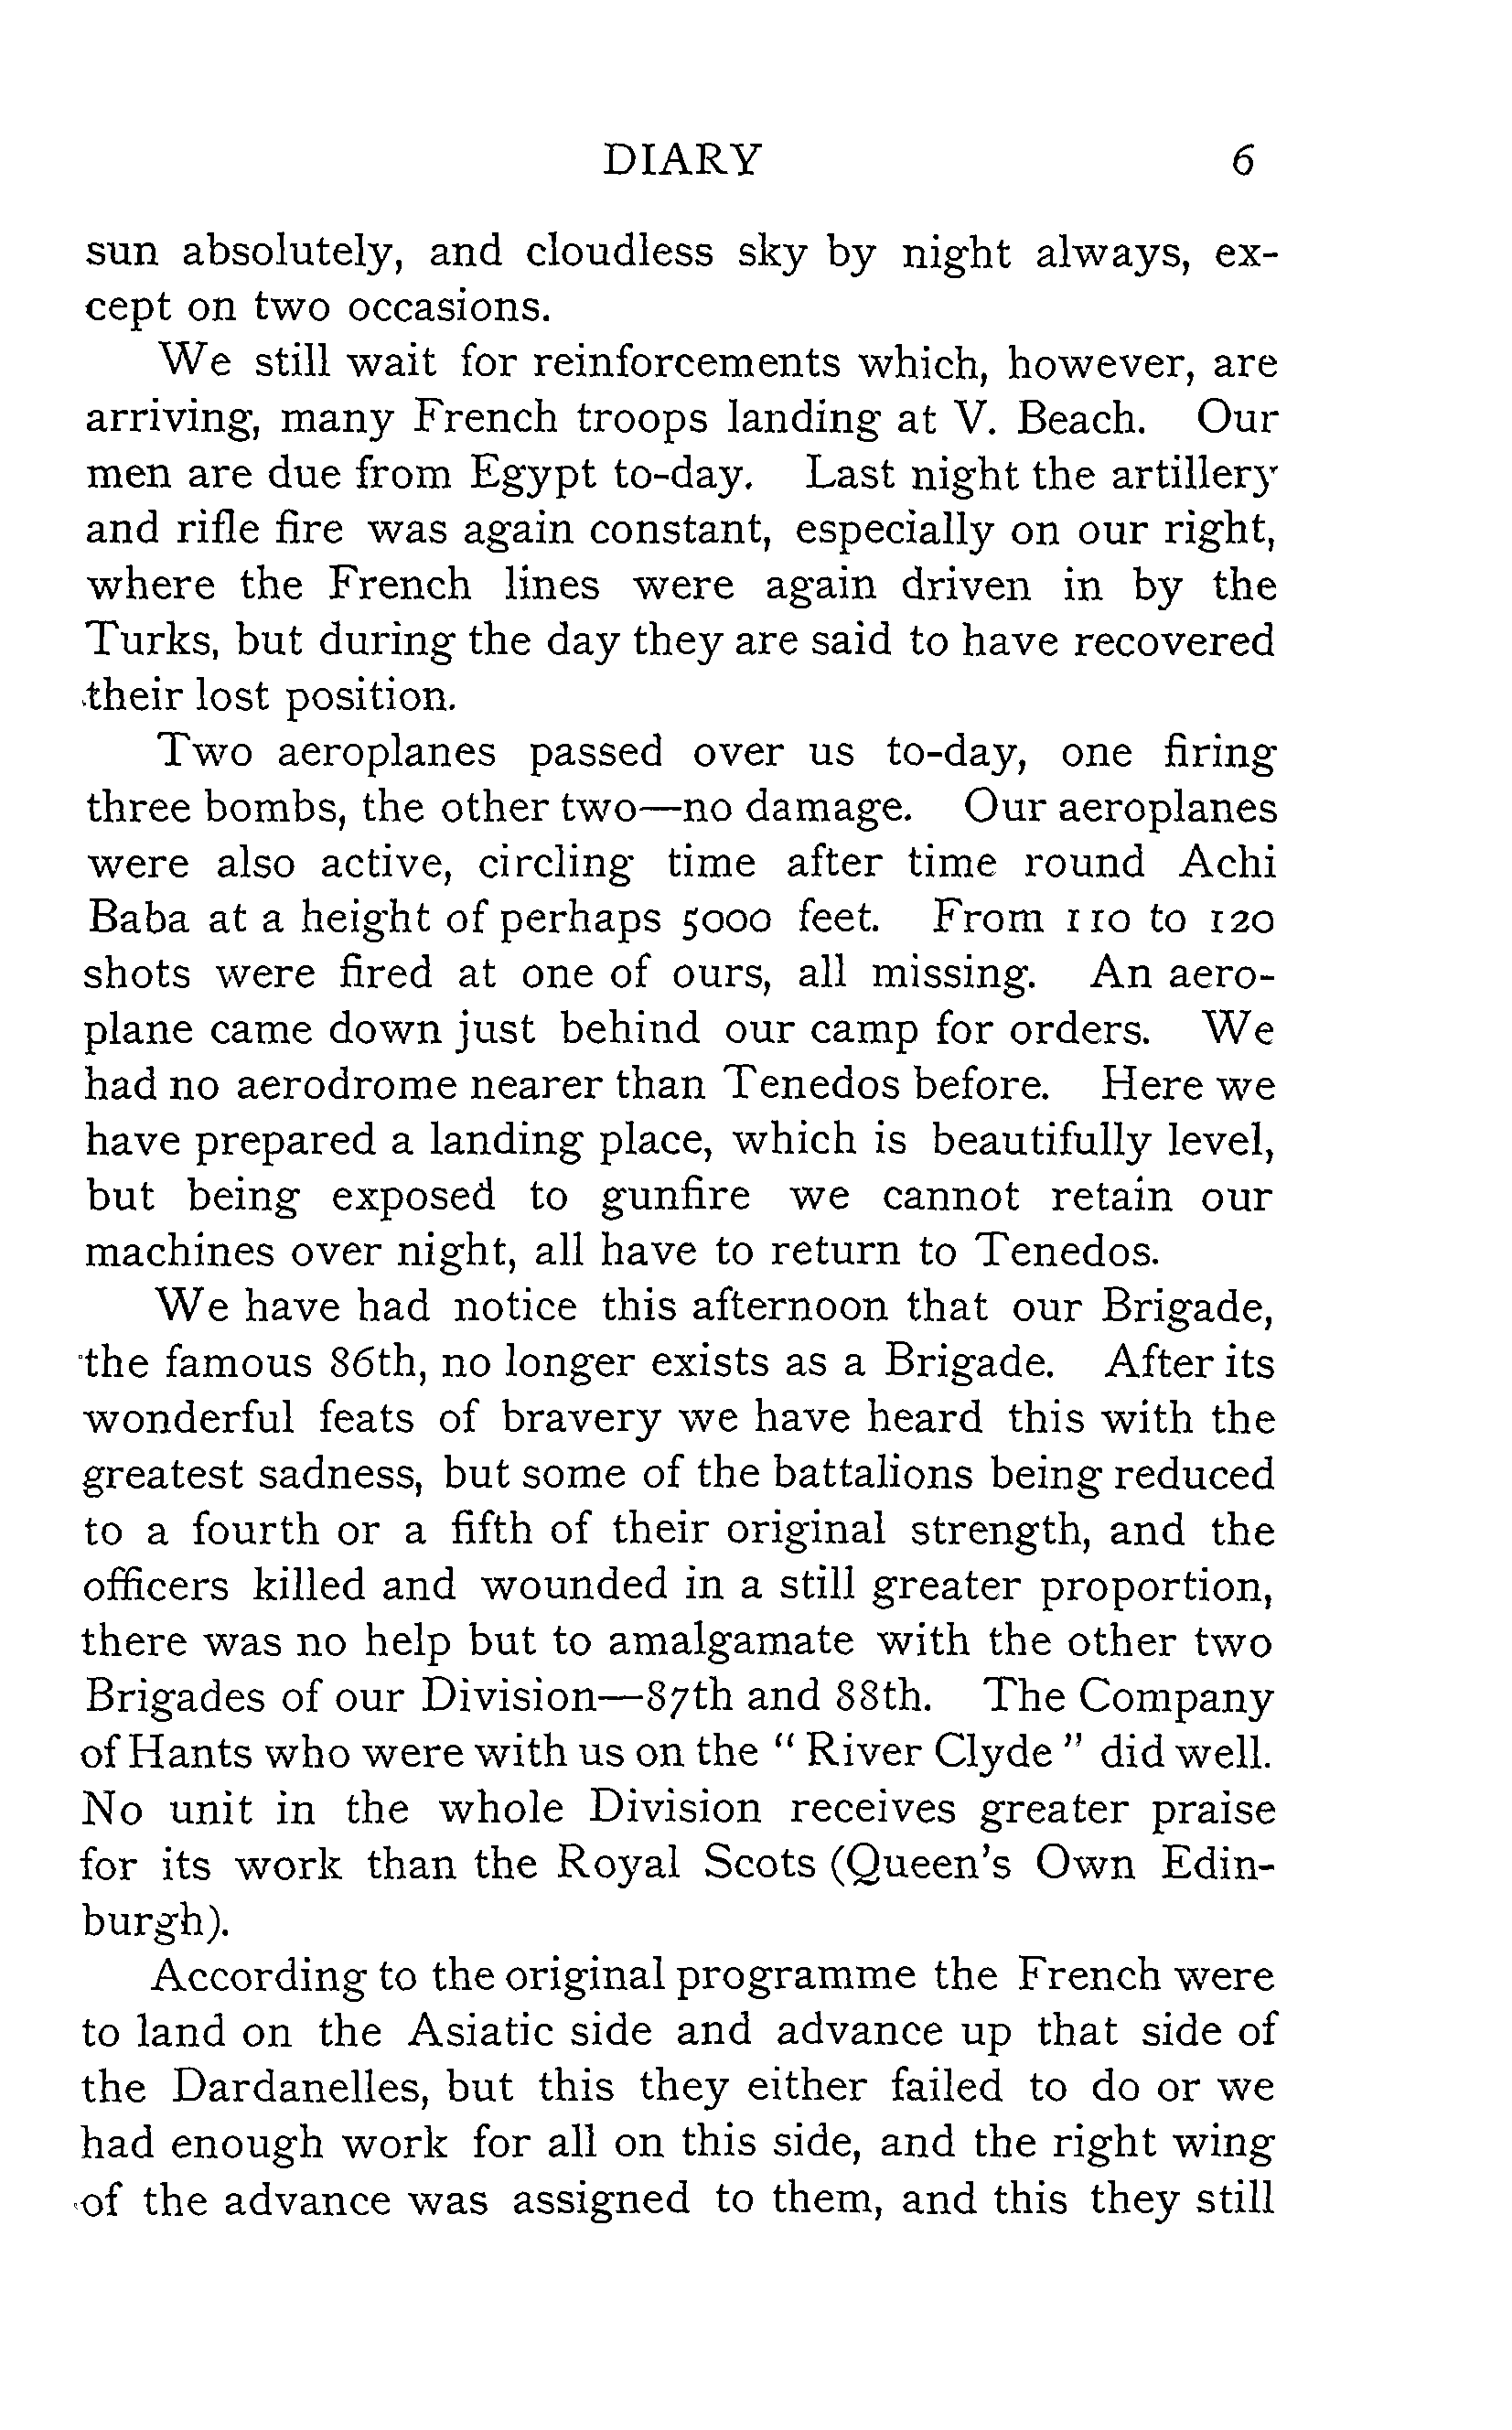 DIARY 6
sun absolutely, and cloudless sky by night always, ex-
cept on two occasions.
We still wait for reinforcements which, however, are
arriving, many French troops landing at V. Beach. Our
men are due from Egypt to-day. Last night the artillery
and rifle fire was again constant, especially on our right,
where the French lines were again driven in by the
Turks, but during the day they are said to have recovered
their lost position.
Two aeroplanes passed over us to-day, one firing
three bombs, the other two—no damage. Our aeroplanes
were also active, circling time after time round Achi
Baba at a height of perhaps 5000 feet. From 110 to 120
shots were fired at one of ours, all missing. An aero-
plane came down just behind our camp for orders. We
had no aerodrome nearer than Tenedos before. Here we
have prepared a landing place, which is beautifully level,
but being exposed to gunfire we cannot retain our
machines over night, all have to return to Tenedos.
We have had notice this afternoon that our Brigade,
the famous 86th, no longer exists as a Brigade. After its
wonderful feats of bravery we have heard this with the
greatest sadness, but some of the battalions being reduced
to a fourth or a fifth of their original strength, and the
officers killed and wounded in a still greater proportion,
there was no help but to amalgamate with the other two
Brigades of our Division—87th and 88th. The Company
of Hants who were with us on the " River Clyde " did well.
No unit in the whole Division receives greater praise
for its work than the Royal Scots (Queen's Own Edin-
burgh).
According to the original programme the French were
to land on the Asiatic side and advance up that side of
the Dardanelles, but this they either failed to do or we
had enough work for all on this side, and the right wing
of the advance was assigned to them, and this they still